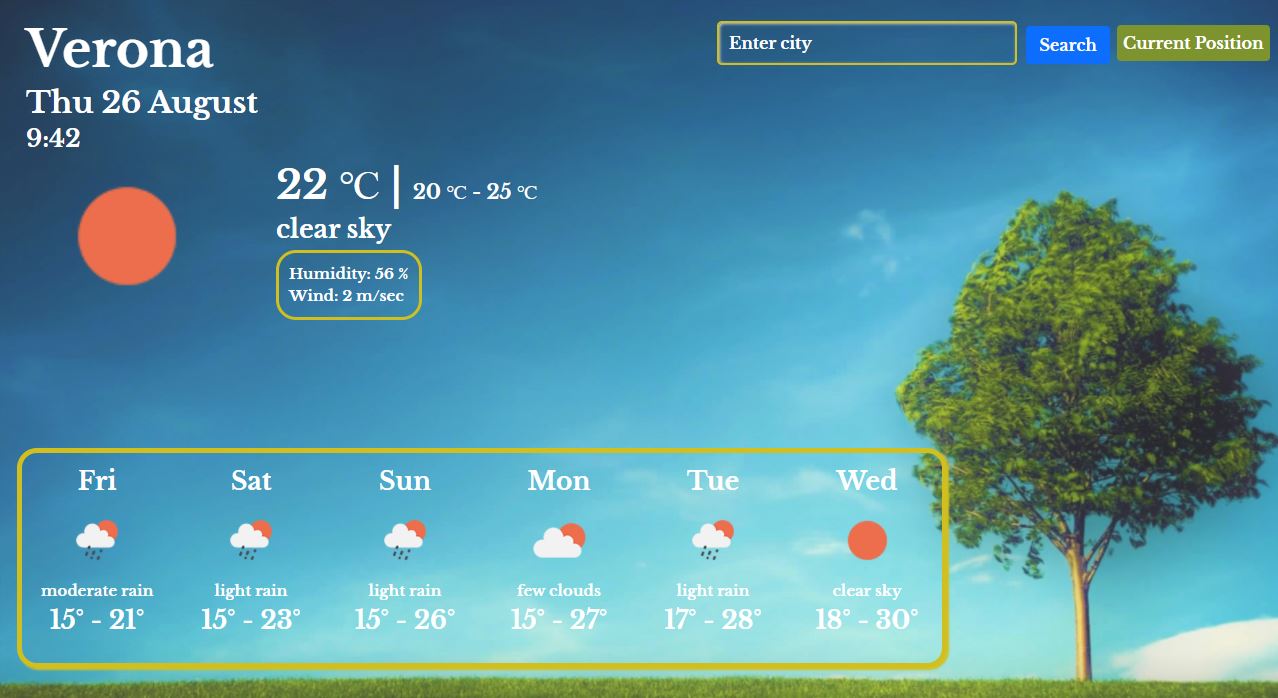 Verona
Enter city
Search
Current Position
Thu 26 August
9:42
22 °C | 20 °C - 25 °C
clear sky
Humidity: 56 %
Wind: 2 m/sec
Fri Sat Sun Mon Tue Wed
moderate rain light rain light rain few clouds light rain clear sky
15° - 21° 15° - 23° 15° - 26° 15° - 27° 17° - 28° 18° - 30°